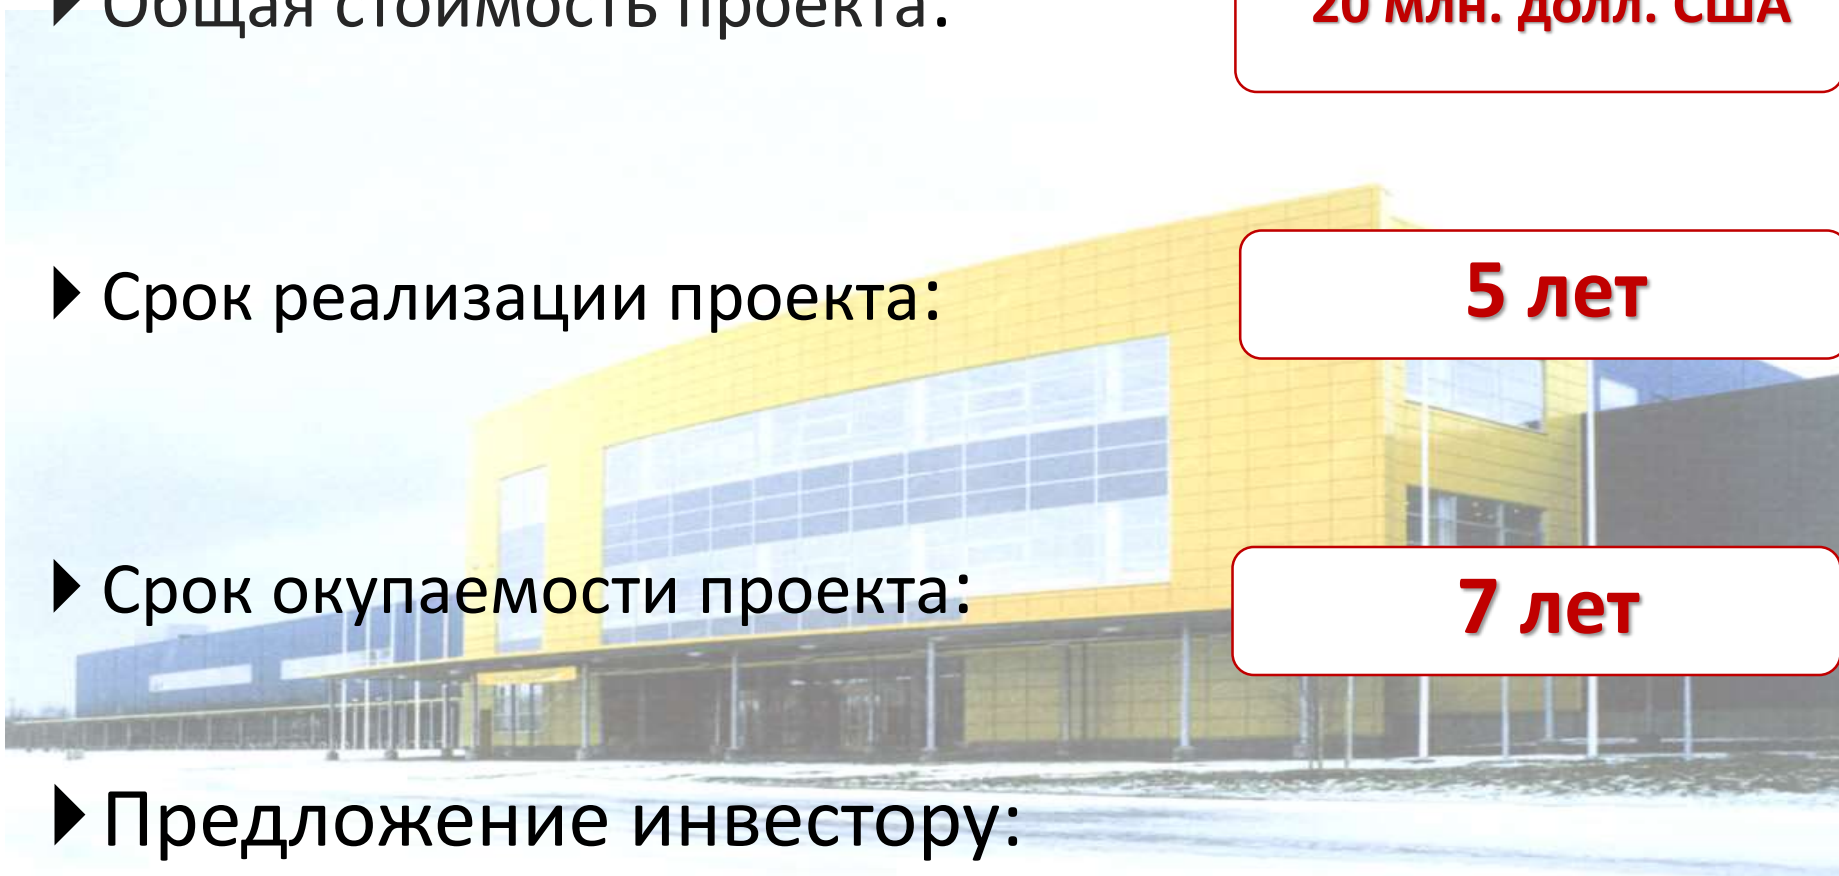 Общая стоимость проекта: 20 млн. долл. США
Срок реализации проекта: 5 лет
Срок окупаемости проекта: 7 лет
Предложение инвестору: